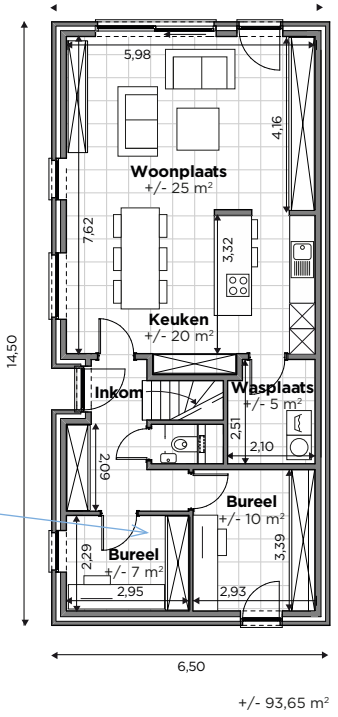 5,98
4,16
Woonplaats
+/- 25 m²
7,62
3,32
Keuken
+/- 20 m²
14,50
Inkom
Wasplaats
+/- 5 m²
2,51
2,10
2,09
Bureel
+/- 10 m²
3,39
2,29
Bureel
+/- 7 m²
2,95
2,93
6,50
+/- 93,65 m²